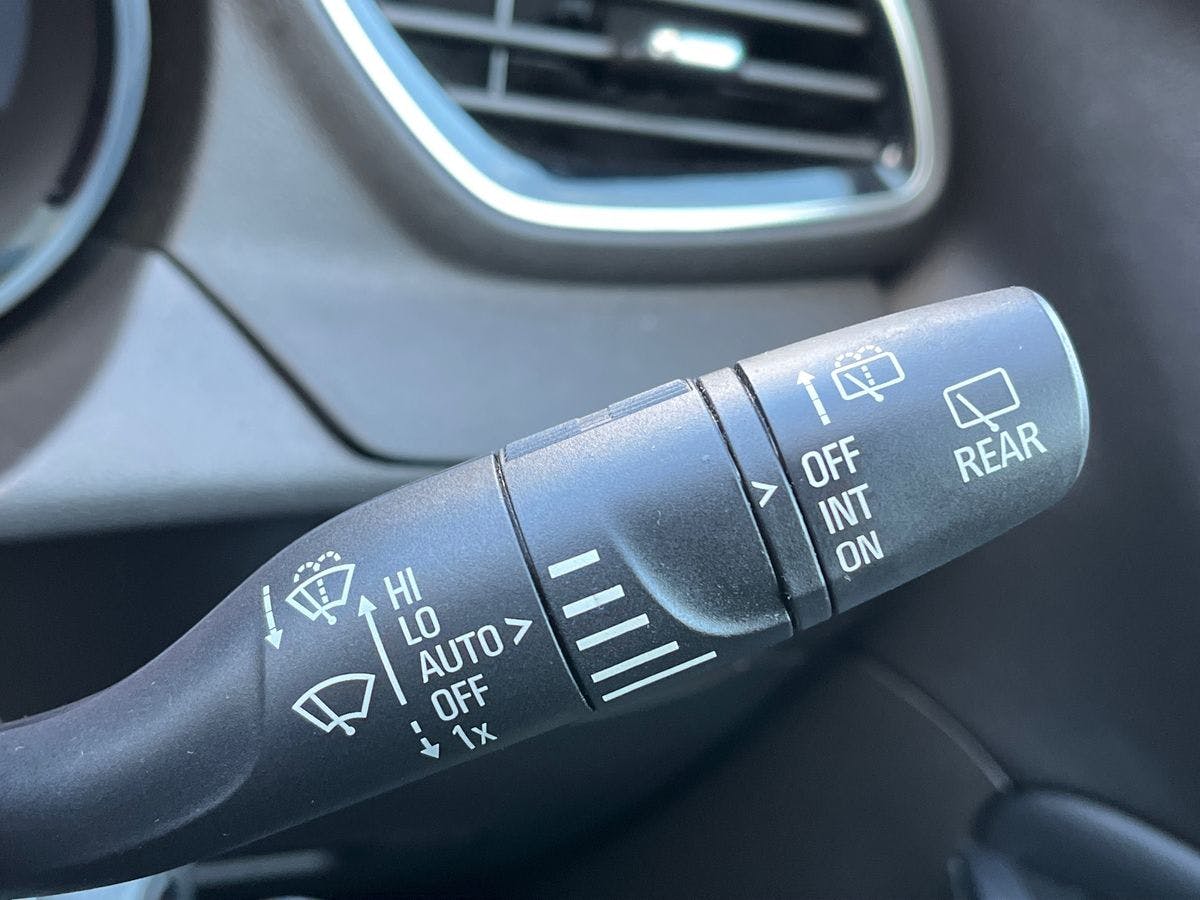 HI
LO
AUTO >
OFF
1x
>
OFF
INT
ON
REAR